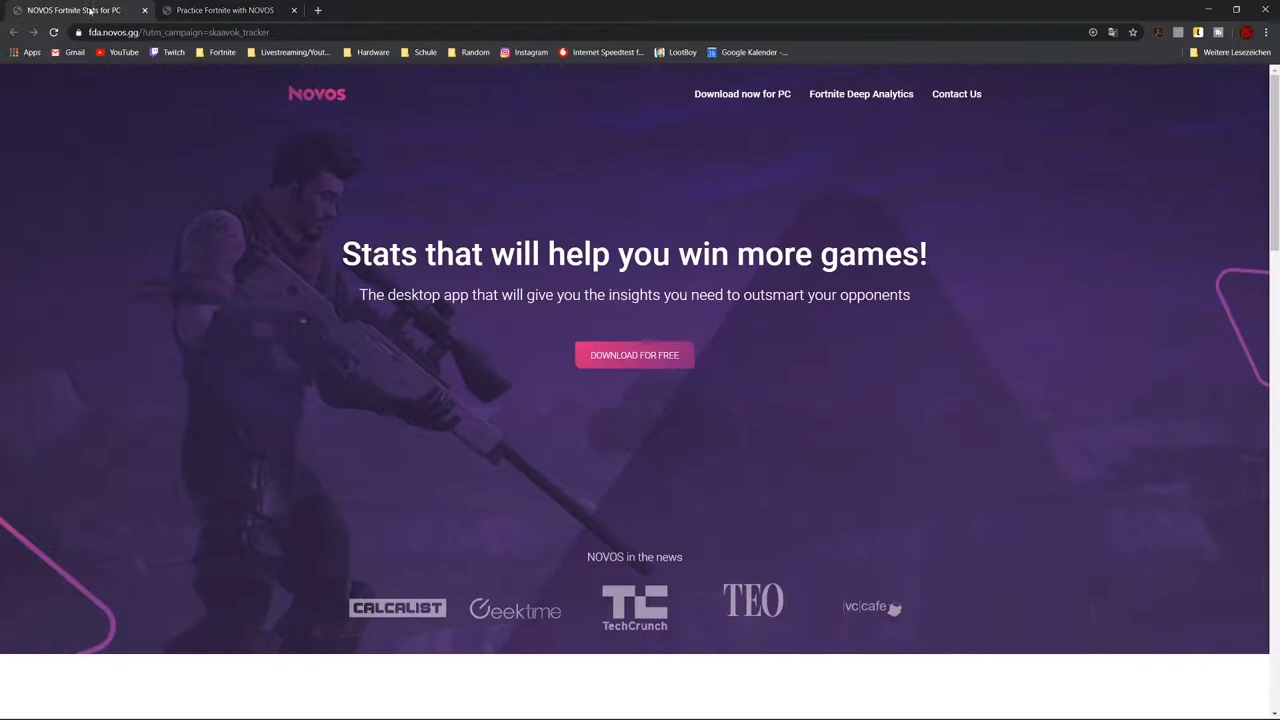 NOVOS Fortnite Stats for PC
Practice Fortnite with NOVOS
fda.novos.gg/?utm_campaign=skaavok_tracker
Apps Gmail YouTube Twitch Fortnite Livestreaming/Yout... Hardware Schule Random Instagram Internet Speedtest f... LootBoy Google Kalender -... Weitere Lesezeichen
NOVOS
Download now for PC Fortnite Deep Analytics Contact Us
Stats that will help you win more games!
The desktop app that will give you the insights you need to outsmart your opponents
DOWNLOAD FOR FREE
NOVOS in the news
CALCALIST Geektime TC TechCrunch TEO |vc|cafe